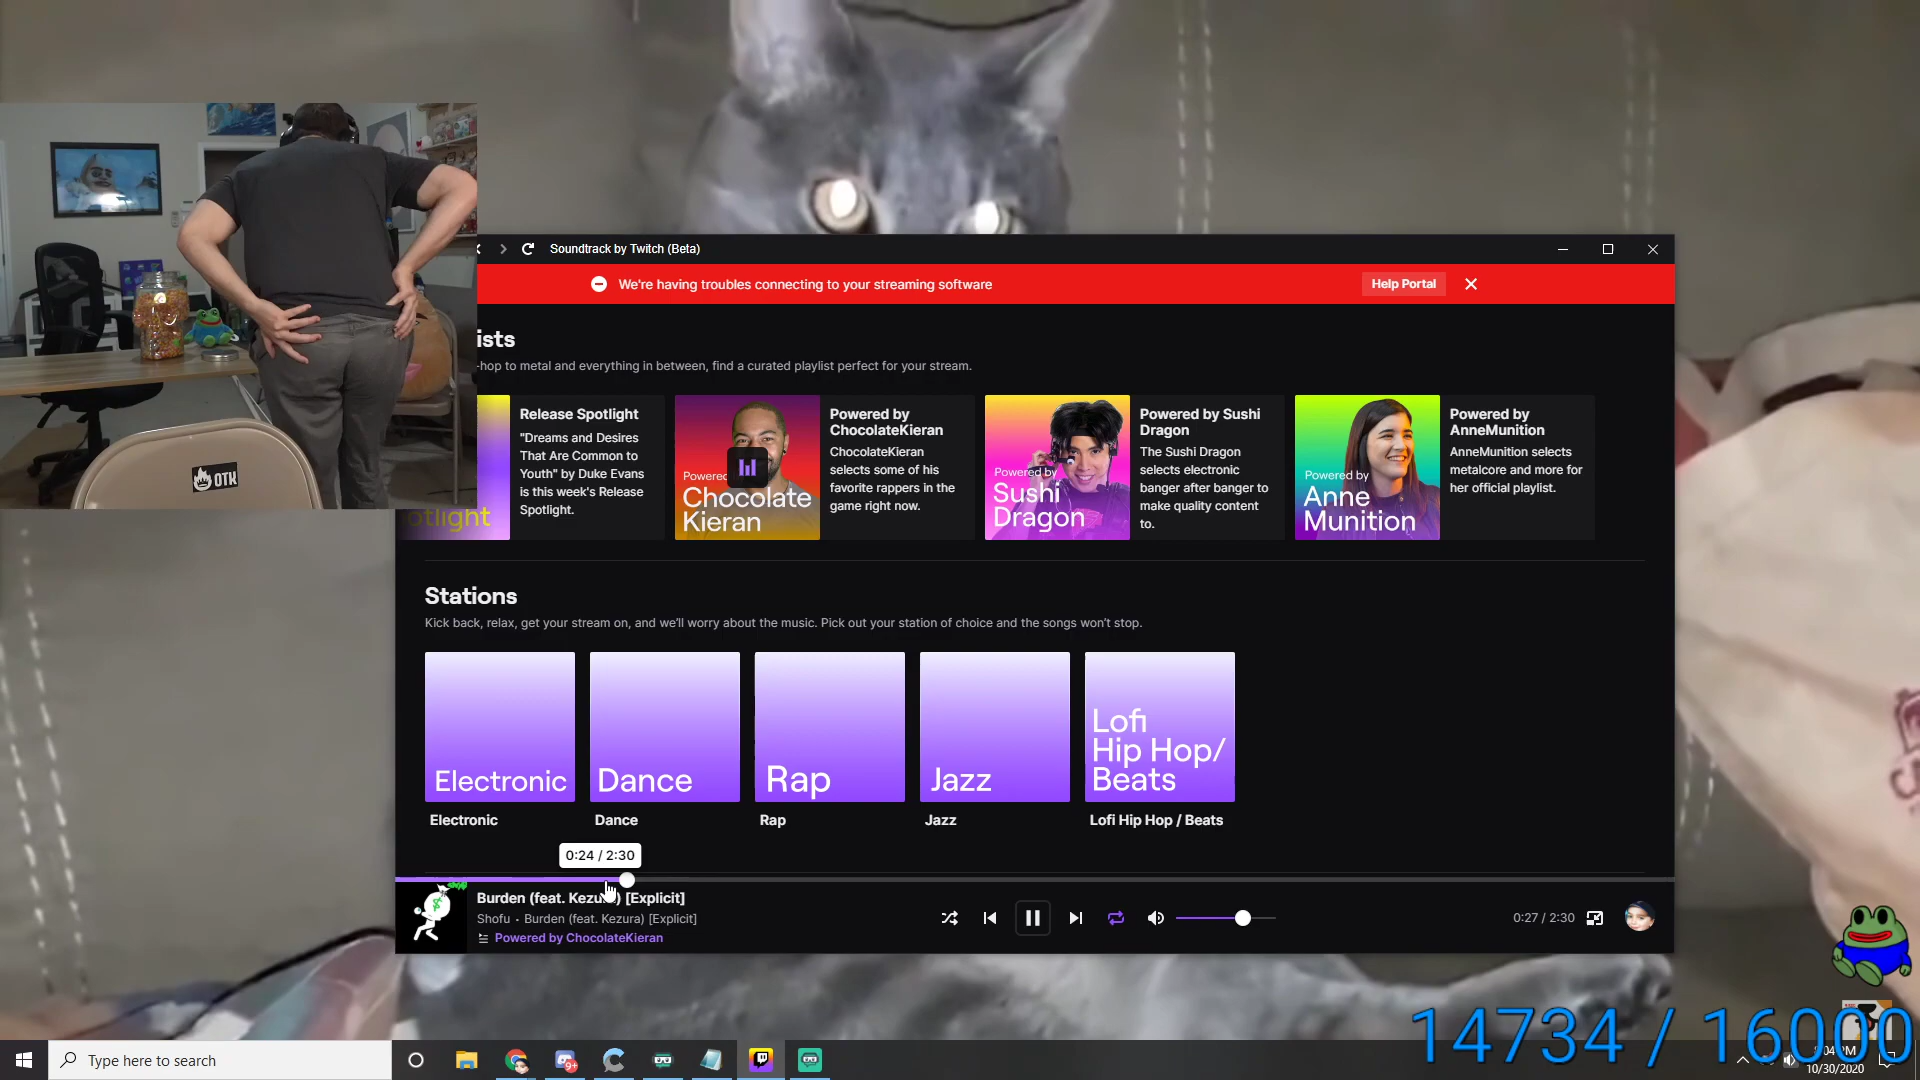 Soundtrack by Twitch (Beta)
We're having troubles connecting to your streaming software
Help Portal
ists
-hop to metal and everything in between, find a curated playlist perfect for your stream.
otlight
Release Spotlight
"Dreams and Desires
That Are Common to
Youth" by Duke Evans
is this week's Release
Spotlight.
Powered
Chocolate
Kieran
Powered by
ChocolateKieran
ChocolateKieran
selects some of his
favorite rappers in the
game right now.
Powered by
Sushi
Dragon
Powered by Sushi
Dragon
The Sushi Dragon
selects electronic
banger after banger to
make quality content
to.
Powered by
Anne
Munition
Powered by
AnneMunition
AnneMunition selects
metalcore and more for
her official playlist.
OTK
Stations
Kick back, relax, get your stream on, and we'll worry about the music. Pick out your station of choice and the songs won't stop.
Electronic
Dance
Rap
Jazz
Lofi
Hip Hop/
Beats
Electronic
Dance
Rap
Jazz
Lofi Hip Hop / Beats
0:24 / 2:30
Burden (feat. Kezura) [Explicit]
Shofu • Burden (feat. Kezura) [Explicit]
Powered by ChocolateKieran
0:27 / 2:30
14734 / 16000
Type here to search
9+
:04 PM
10/30/2020